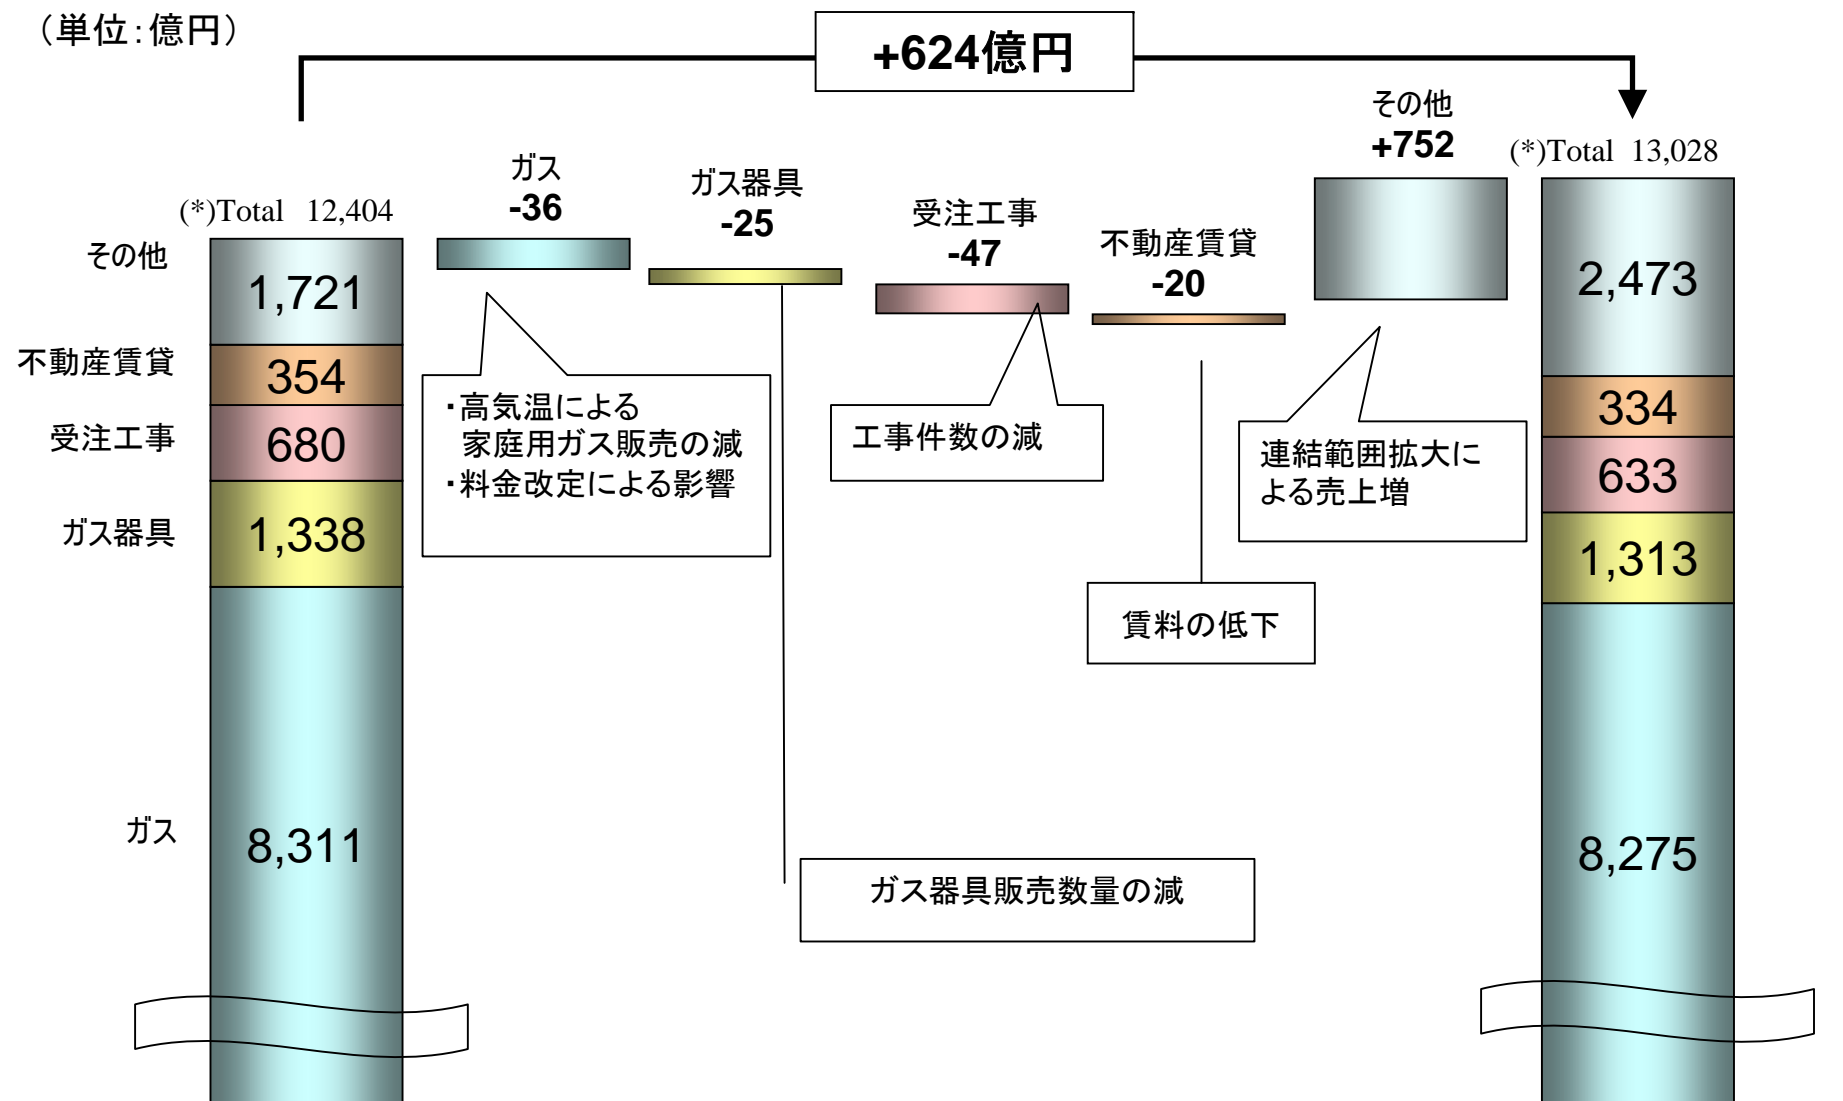 （単位：億円）
+624億円
その他
+752
(*)Total 13,028
ガス
-36
ガス器具
-25
受注工事
-47
不動産賃貸
-20
(*)Total 12,404
その他
1,721
不動産賃貸
354
受注工事
680
ガス器具
1,338
ガス
8,311
・高気温による
家庭用ガス販売の減
・料金改定による影響
工事件数の減
連結範囲拡大に
よる売上増
賃料の低下
ガス器具販売数量の減
2,473
334
633
1,313
8,275